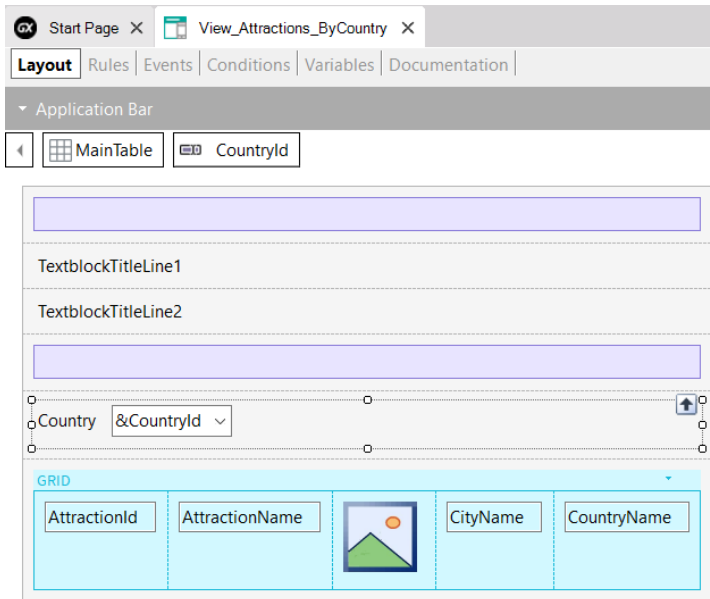 GX Start Page View_Attractions_ByCountry
Layout Rules Events Conditions Variables Documentation
Application Bar
MainTable CountryId
TextblockTitleLine1
TextblockTitleLine2
Country &CountryId
GRID
AttractionId AttractionName CityName CountryName